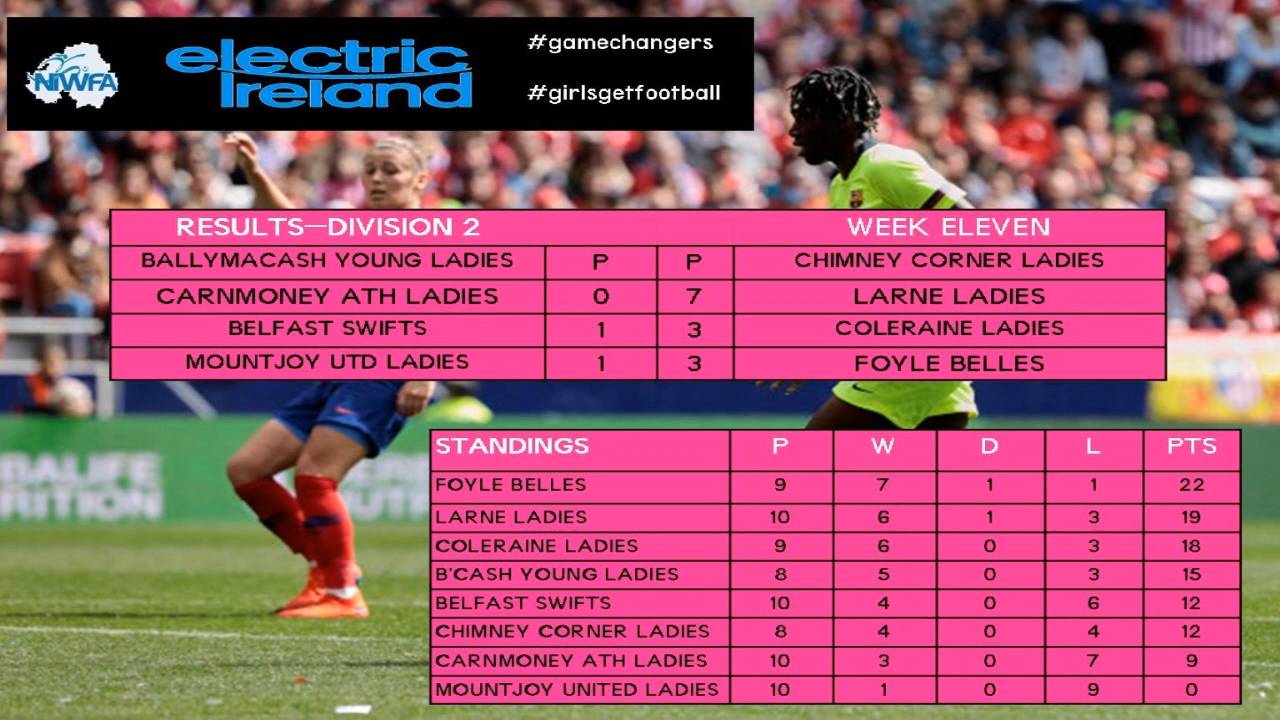 NIWFA
electric
Ireland
#gamechangers
#girlsgetfootball
RESULTS—DIVISION 2 WEEK ELEVEN
BALLYMACASH YOUNG LADIES P P CHIMNEY CORNER LADIES
CARNMONEY ATH LADIES 0 7 LARNE LADIES
BELFAST SWIFTS 1 3 COLERAINE LADIES
MOUNTJOY UTD LADIES 1 3 FOYLE BELLES
STANDINGS P W D L PTS
FOYLE BELLES 9 7 1 1 22
LARNE LADIES 10 6 1 3 19
COLERAINE LADIES 9 6 0 3 18
B'CASH YOUNG LADIES 8 5 0 3 15
BELFAST SWIFTS 10 4 0 6 12
CHIMNEY CORNER LADIES 8 4 0 4 12
CARNMONEY ATH LADIES 10 3 0 7 9
MOUNTJOY UNITED LADIES 10 1 0 9 0